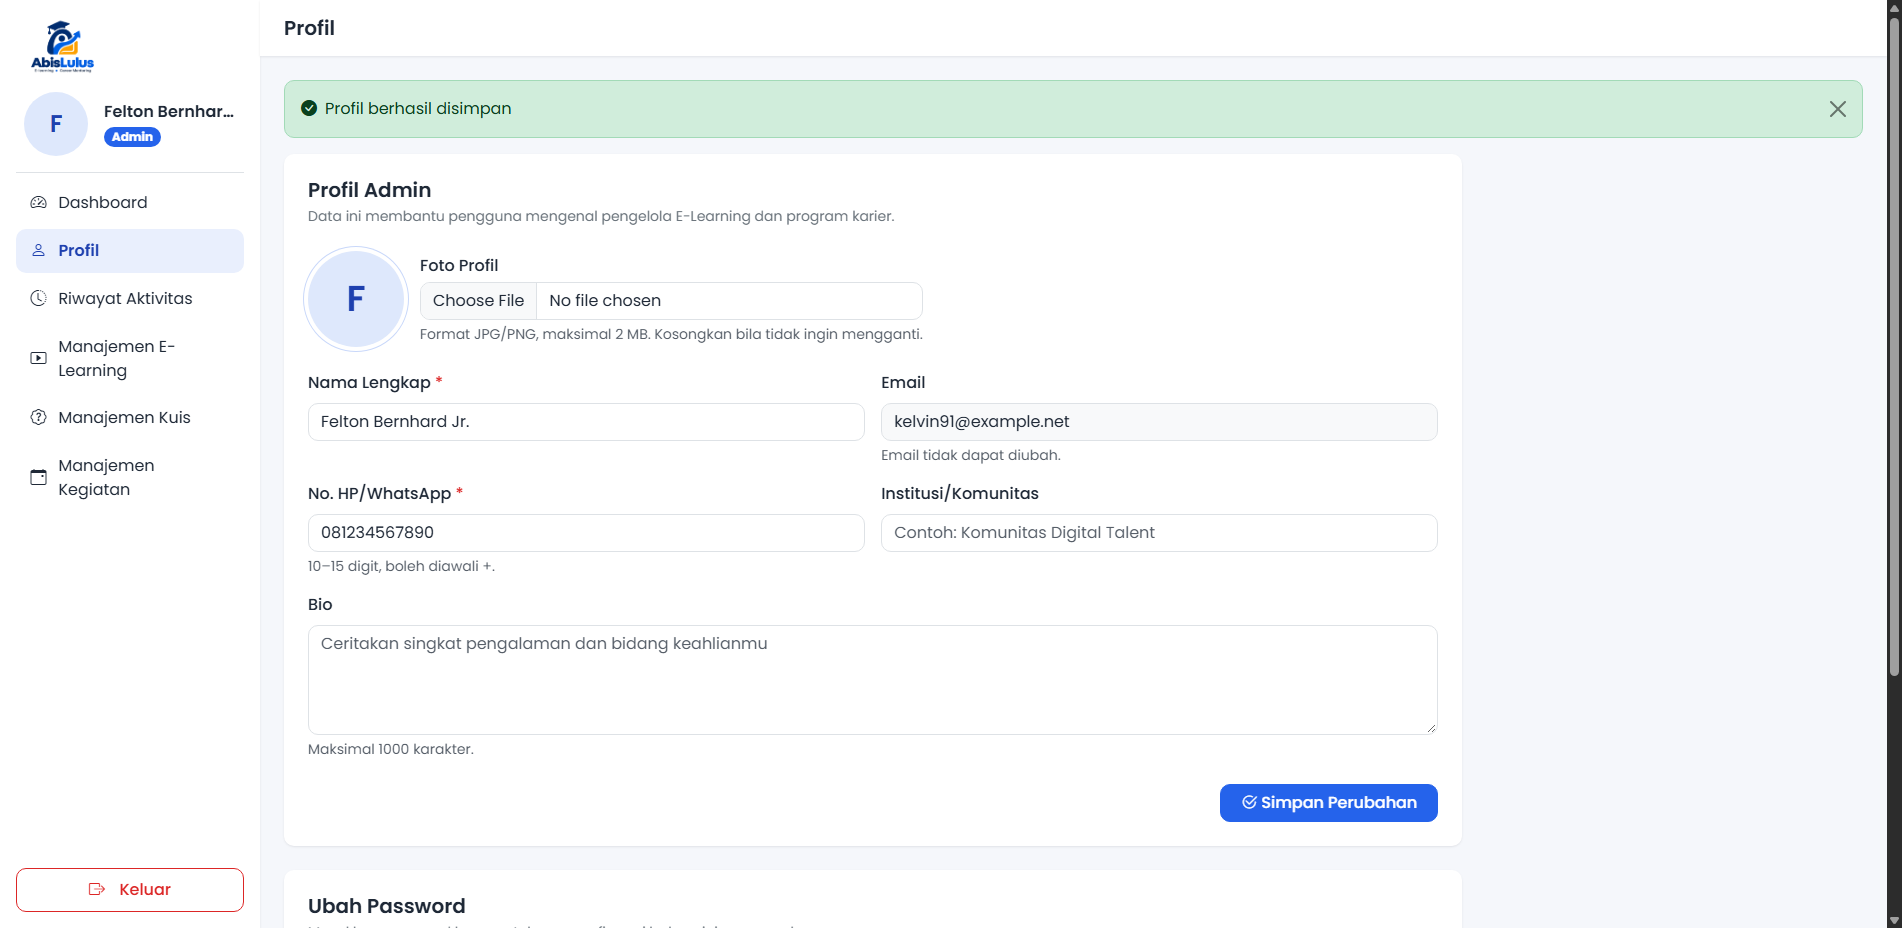 Profil
AbisLulus
F
Felton Bernhar...
Admin
Dashboard
Profil
Riwayat Aktivitas
Manajemen E-
Learning
Manajemen Kuis
Manajemen
Kegiatan
Keluar
Profil berhasil disimpan
Profil Admin
Data ini membantu pengguna mengenal pengelola E-Learning dan program karier.
F
Foto Profil
Choose File No file chosen
Format JPG/PNG, maksimal 2 MB. Kosongkan bila tidak ingin mengganti.
Nama Lengkap *
Felton Bernhard Jr.
Email
kelvin91@example.net
Email tidak dapat diubah.
No. HP/WhatsApp *
081234567890
10–15 digit, boleh diawali +.
Institusi/Komunitas
Contoh: Komunitas Digital Talent
Bio
Ceritakan singkat pengalaman dan bidang keahlianmu
Maksimal 1000 karakter.
Simpan Perubahan
Ubah Password